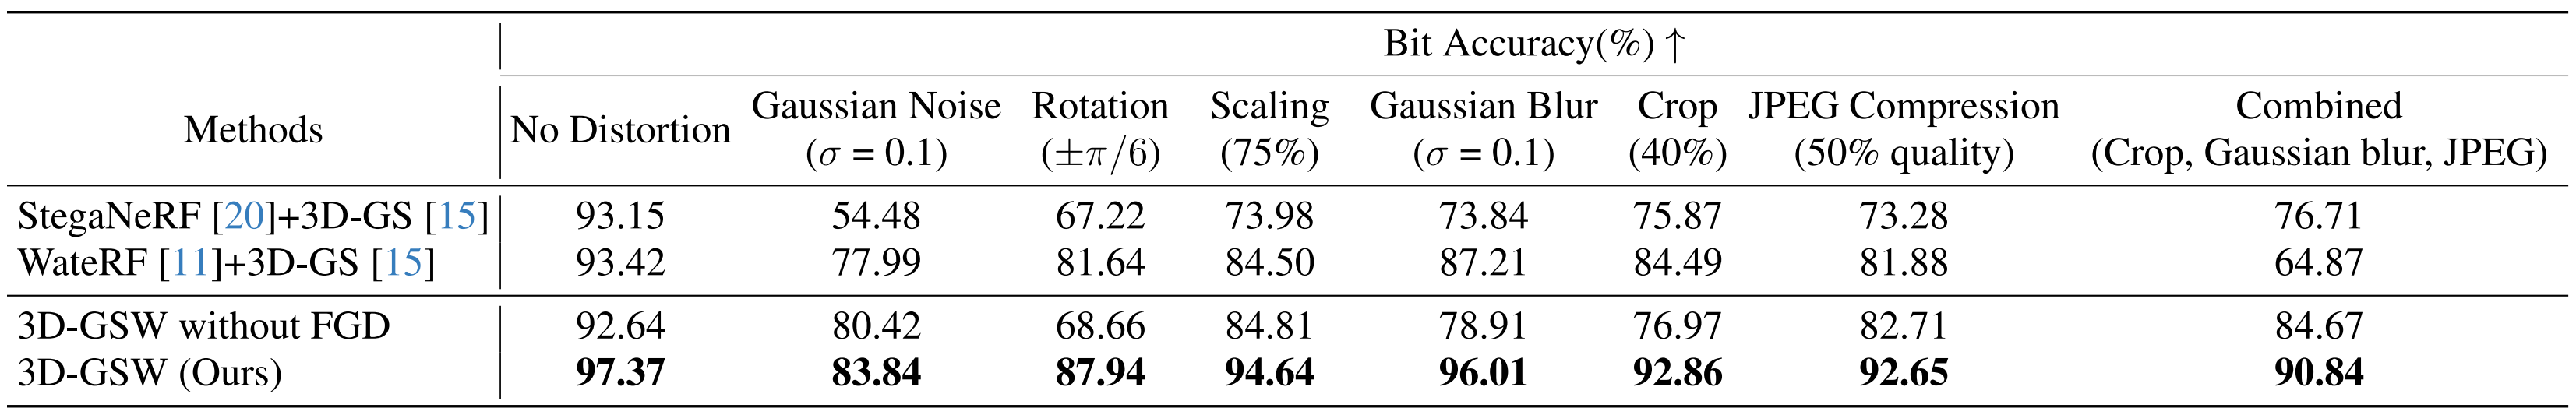 Bit Accuracy(%) ↑
Methods No Distortion Gaussian Noise (σ = 0.1) Rotation (±π/6) Scaling (75%) Gaussian Blur (σ = 0.1) Crop (40%) JPEG Compression (50% quality) Combined (Crop, Gaussian blur, JPEG)
StegaNeRF [20]+3D-GS [15] 93.15 54.48 67.22 73.98 73.84 75.87 73.28 76.71
WateRF [11]+3D-GS [15] 93.42 77.99 81.64 84.50 87.21 84.49 81.88 64.87
3D-GSW without FGD 92.64 80.42 68.66 84.81 78.91 76.97 82.71 84.67
3D-GSW (Ours) 97.37 83.84 87.94 94.64 96.01 92.86 92.65 90.84